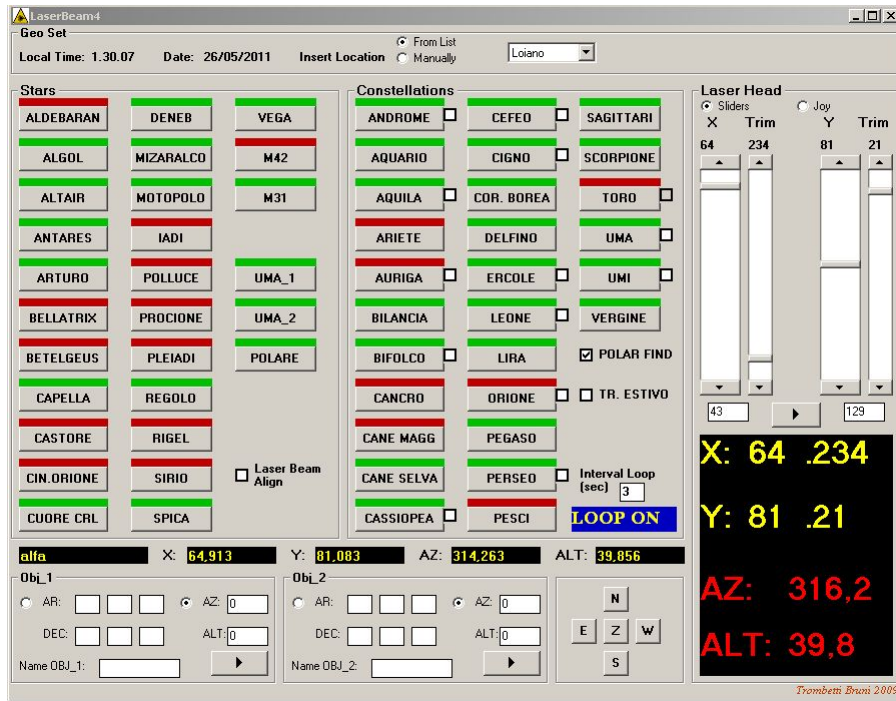 LaserBeam4
Geo Set
Local Time: 1.30.07 Date: 26/05/2011 Insert Location From List Manually Loiano
Stars
ALDEBARAN DENEB VEGA
ALGOL MIZARALCO M42
ALTAIR MOTOPOLO M31
ANTARES IADI
ARTURO POLLUCE UMA_1
BELLATRIX PROCIONE UMA_2
BETELGEUS PLEIADI POLARE
CAPELLA REGOLO
CASTORE RIGEL
CIN.ORIONE SIRIO Laser Beam Align
CUORE CRL SPICA
Constellations
ANDROME CEFEO SAGITTARI
AQUARIO CIGNO SCORPIONE
AQUILA COR. BOREA TORO
ARIETE DELFINO UMA
AURIGA ERCOLE UMI
BILANCIA LEONE VERGINE
BIFOLCO LIRA POLAR FIND
CANCRO ORIONE TR. ESTIVO
CANE MAGG PEGASO
CANE SELVA PERSEO Interval Loop (sec) 3
CASSIOPEA PESCI LOOP ON
Laser Head
Sliders Joy
X Trim Y Trim
64 234 81 21
43 129
X: 64 .234
Y: 81 .21
AZ: 316,2
ALT: 39,8
alfa X: 64,913 Y: 81,083 AZ: 314,263 ALT: 39,856
Obj_1
AR: AZ: 0
DEC: ALT: 0
Name OBJ_1:
Obj_2
AR: AZ: 0
DEC: ALT: 0
Name OBJ_2:
N
E Z W
S
Trombetti Bruni 2009